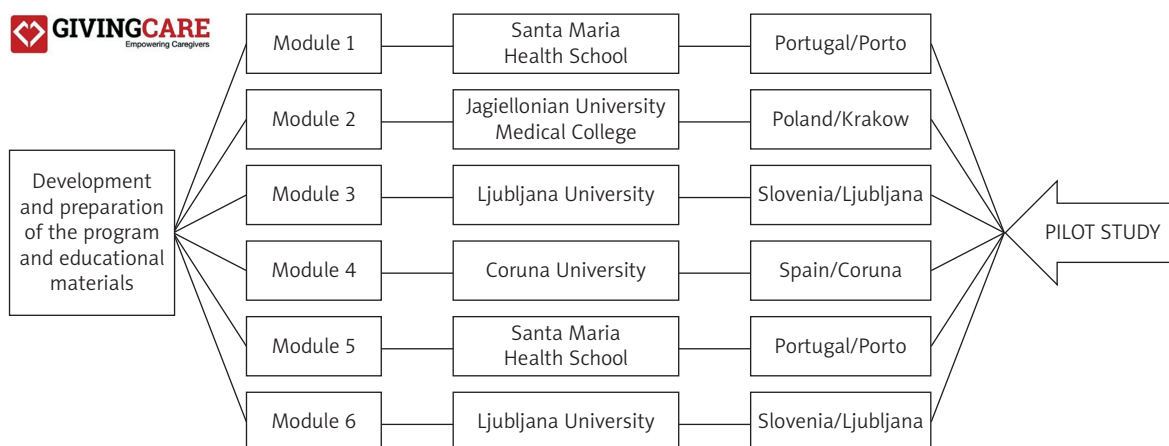 GIVINGCARE
Empowering Caregivers
Development
and preparation
of the program
and educational
materials
Module 1
Santa Maria
Health School
Portugal/Porto
Module 2
Jagiellonian University
Medical College
Poland/Krakow
Module 3
Ljubljana University
Slovenia/Ljubljana
Module 4
Coruna University
Spain/Coruna
Module 5
Santa Maria
Health School
Portugal/Porto
Module 6
Ljubljana University
Slovenia/Ljubljana
PILOT STUDY